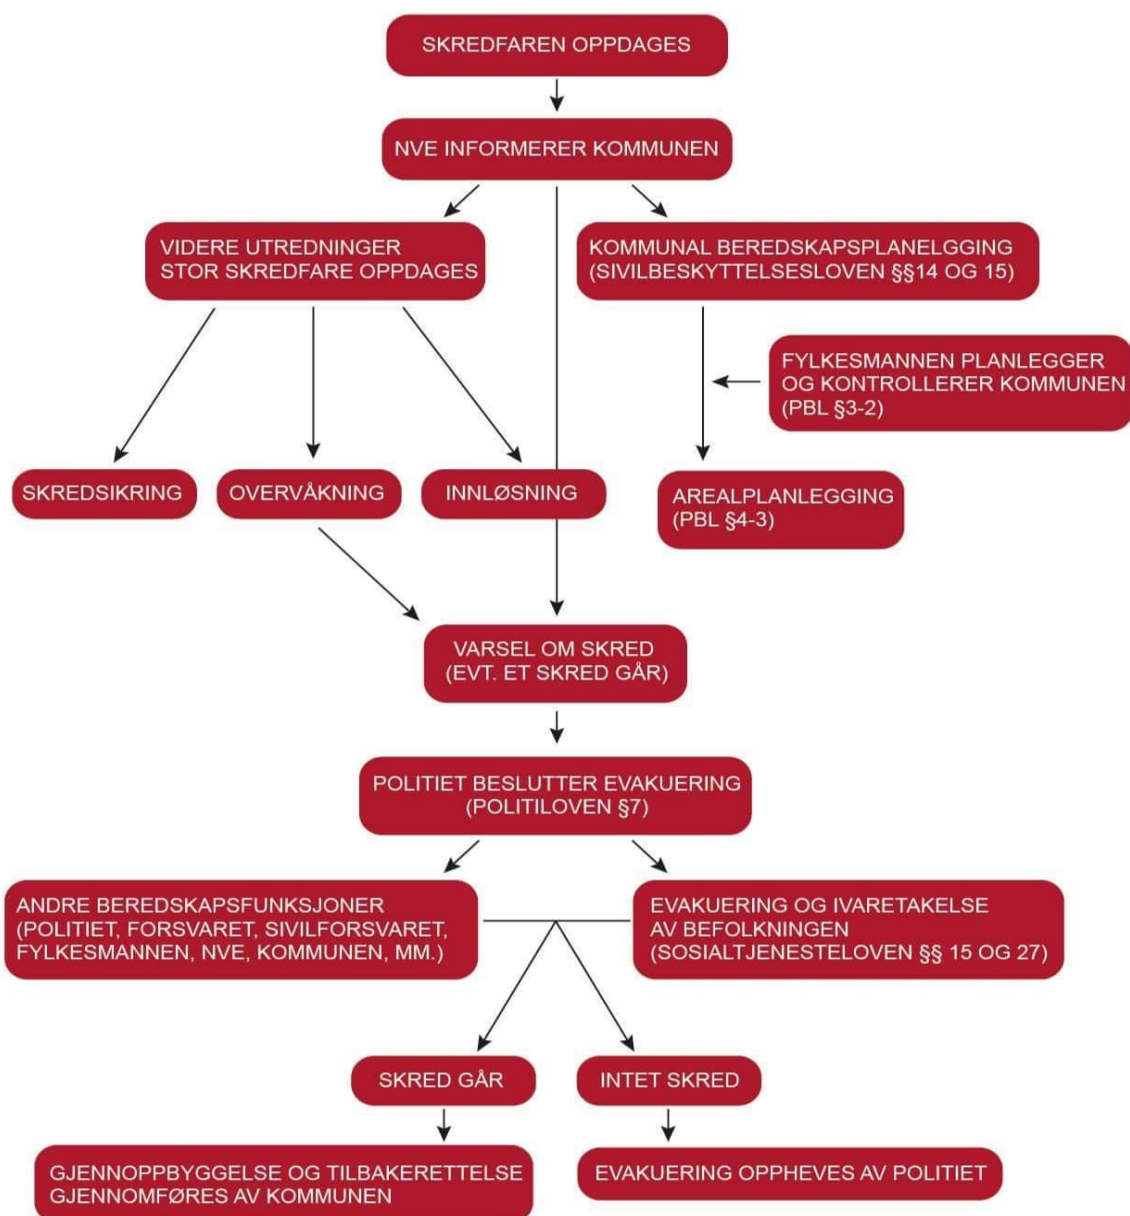 SKREDFAREN OPPDAGES
NVE INFORMERER KOMMUNEN
VIDERE UTREDNINGER
STOR SKREDFARE OPPDAGES
KOMMUNAL BEREDSKAPSPLANELGGING
(SIVILBESKYTTELSESLOVEN §§14 OG 15)
FYLKESMANNEN PLANLEGGER
OG KONTROLLERER KOMMUNEN
(PBL §3-2)
SKREDSIKRING
OVERVÅKNING
INNLØSNING
AREALPLANLEGGING
(PBL §4-3)
VARSEL OM SKRED
(EVT. ET SKRED GÅR)
POLITIET BESLUTTER EVAKUERING
(POLITILOVEN §7)
ANDRE BEREDSKAPSFUNKSJONER
(POLITIET, FORSVARET, SIVILFORSVARET,
FYLKESMANNEN, NVE, KOMMUNEN, MM.)
EVAKUERING OG IVARETAKELSE
AV BEFOLKNINGEN
(SOSIALTJENESTELOVEN §§ 15 OG 27)
SKRED GÅR
INTET SKRED
GJENNOPPBYGGELSE OG TILBAKERETTELSE
GJENNOMFØRES AV KOMMUNEN
EVAKUERING OPPHEVES AV POLITIET